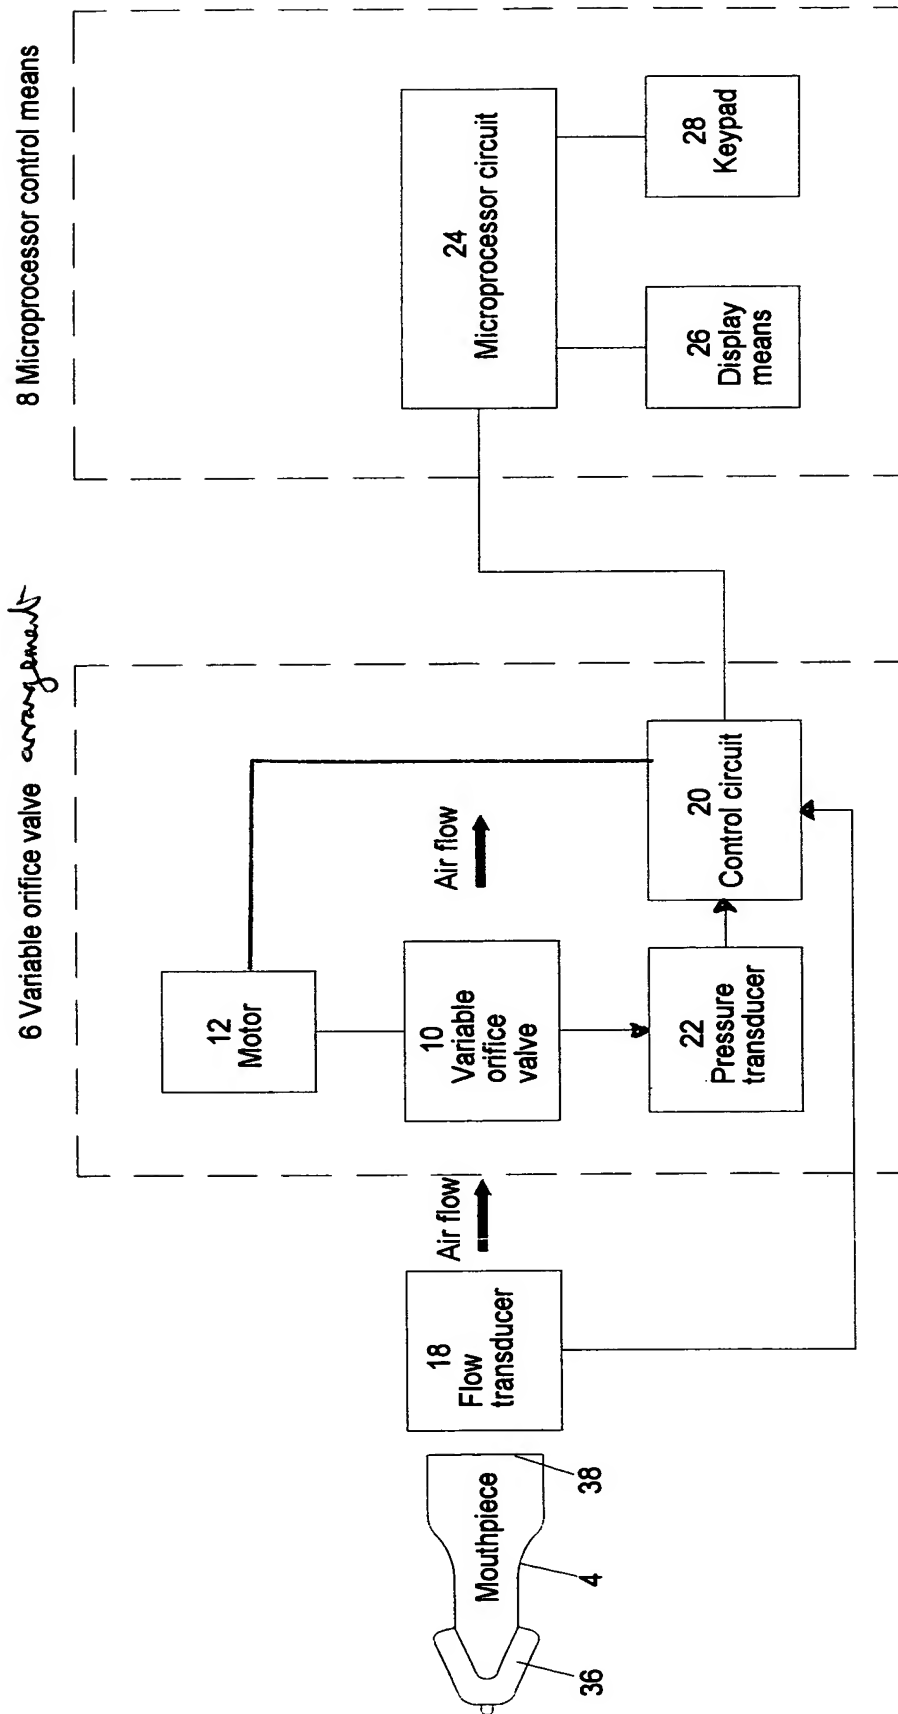 6 Variable orifice valve arrangement
8 Microprocessor control means
12
Motor
24
Microprocessor circuit
Mouthpiece
18
Flow
transducer
Air flow
10
Variable
orifice
valve
Air flow
36
4
38
22
Pressure
transducer
20
Control circuit
26
Display
means
28
Keypad